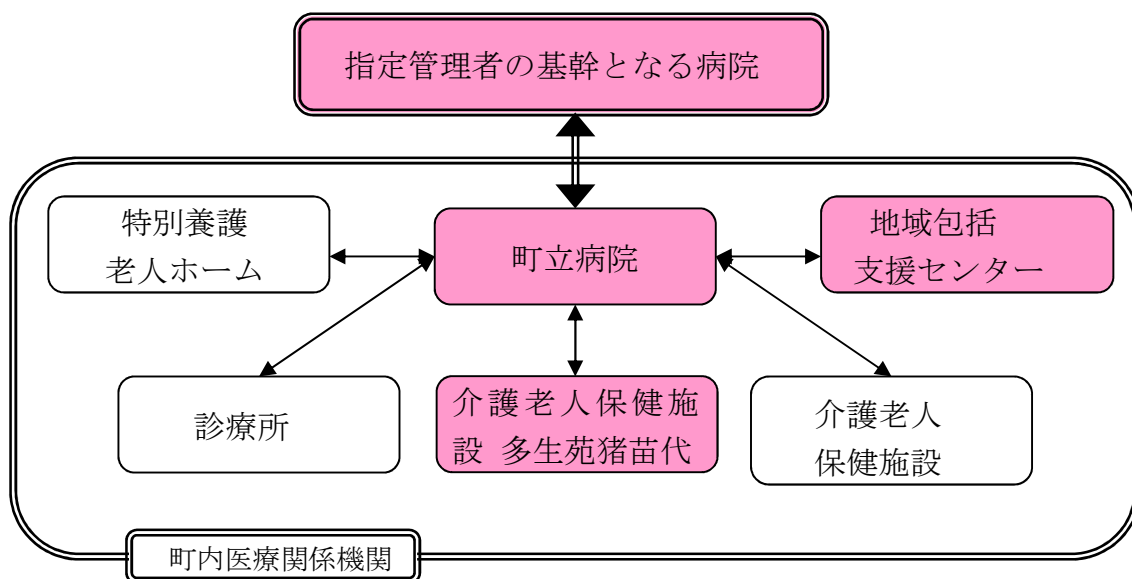 指定管理者の基幹となる病院
特別養護
老人ホーム
町立病院
地域包括
支援センター
診療所
介護老人保健施
設 多生苑猪苗代
介護老人
保健施設
町内医療関係機関